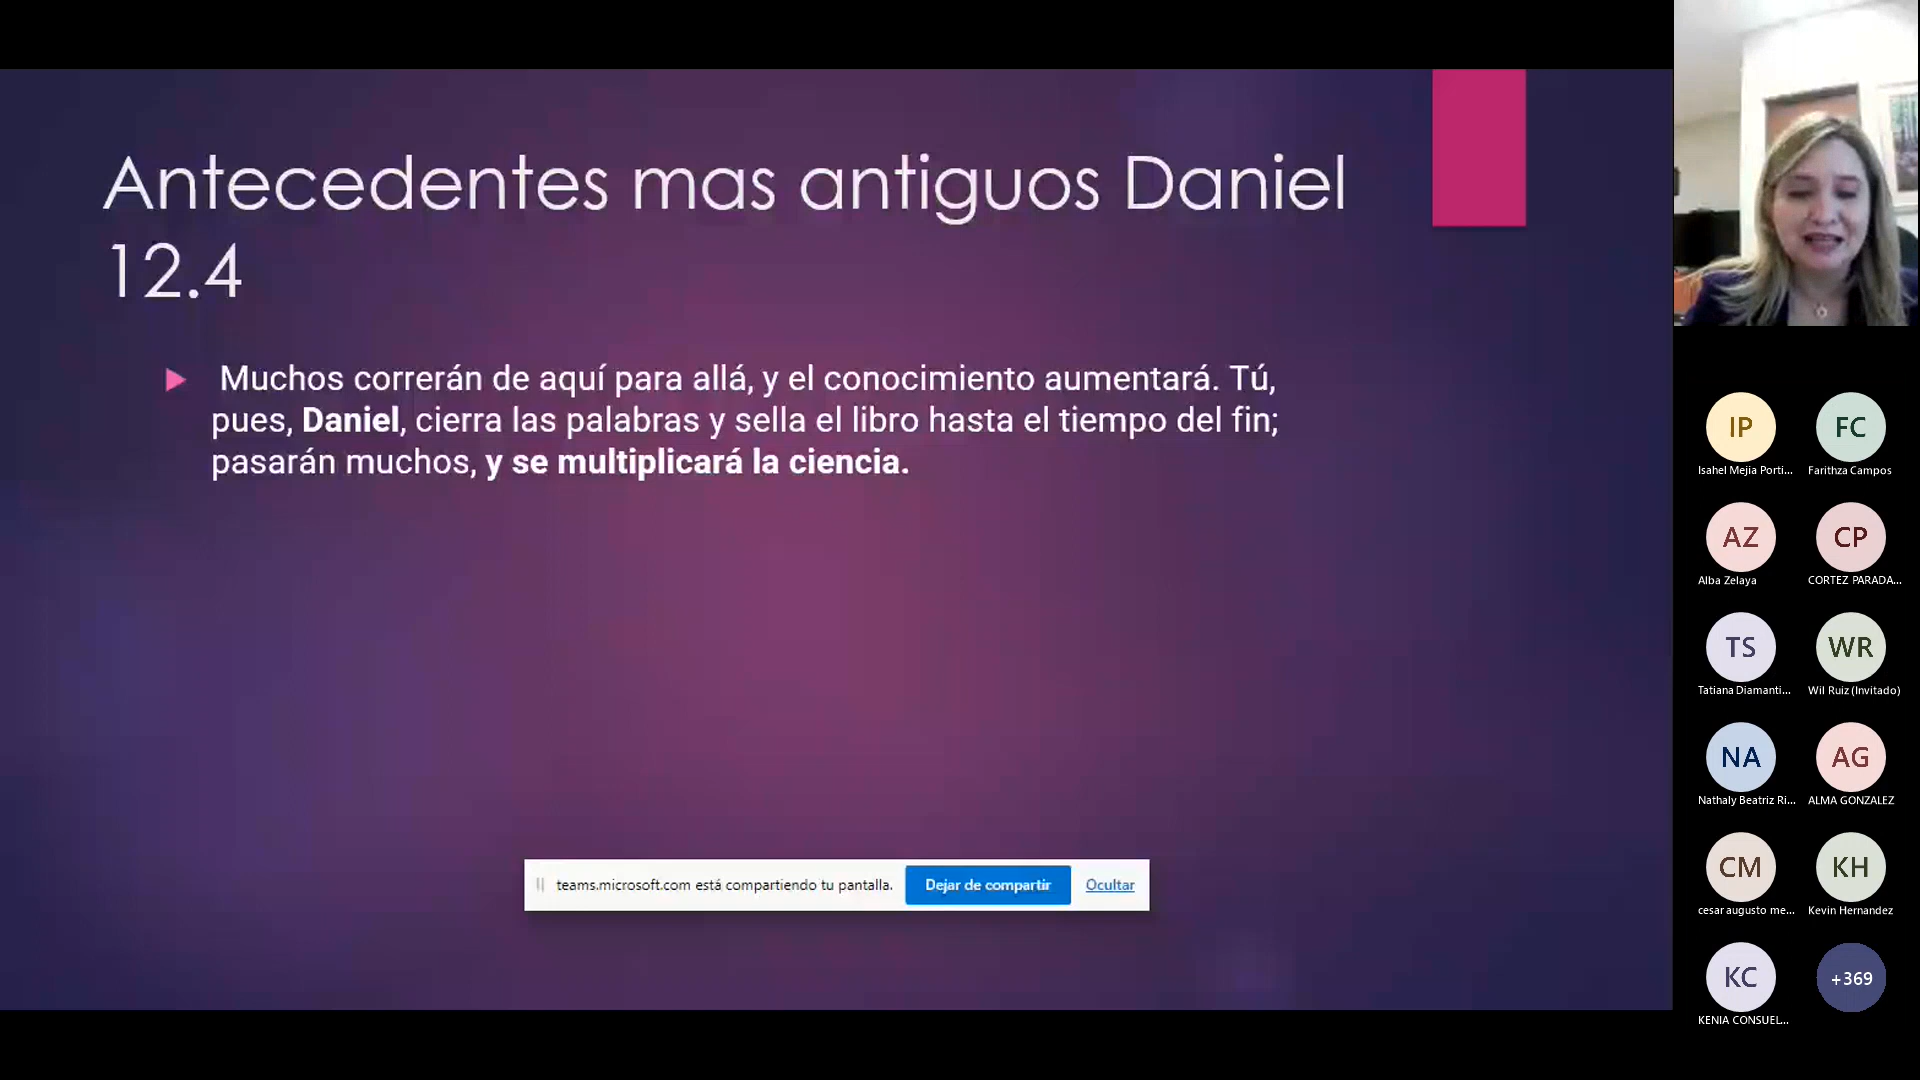 Antecedentes mas antiguos Daniel
12.4
Muchos correrán de aquí para allá, y el conocimiento aumentará. Tú,
pues, Daniel, cierra las palabras y sella el libro hasta el tiempo del fin;
pasarán muchos, y se multiplicará la ciencia.
teams.microsoft.com está compartiendo tu pantalla.
Dejar de compartir
Ocultar
IP
Isahel Mejia Porti...
FC
Farithza Campos
AZ
Alba Zelaya
CP
CORTEZ PARADA...
TS
Tatiana Diamanti...
WR
Wil Ruiz (Invitado)
NA
Nathaly Beatriz Ri...
AG
ALMA GONZALEZ
CM
cesar augusto me...
KH
Kevin Hernandez
KC
KENIA CONSUEL...
+369